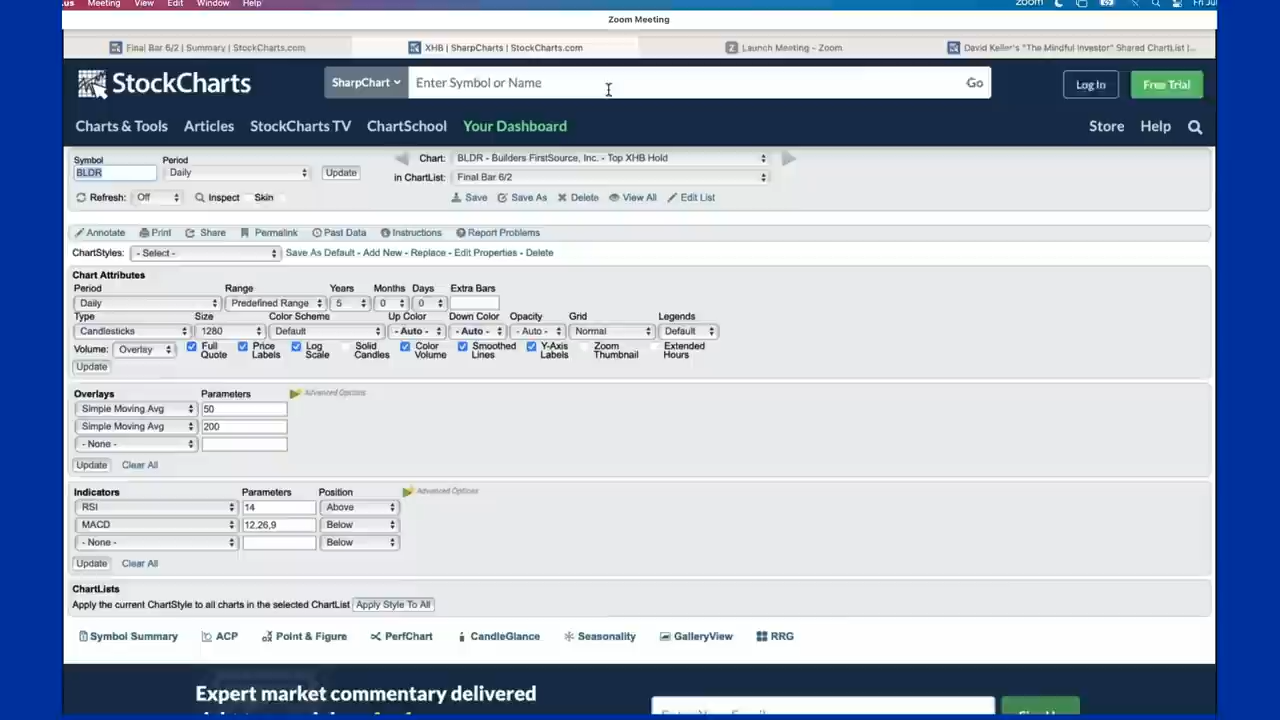 us Meeting View Edit Window Help zoom Fri Ju
Zoom Meeting
Final Bar 6/2 | Summary | StockCharts.com XHB | SharpCharts | StockCharts.com Launch Meeting - Zoom David Keller's "The Mindful Investor" Shared ChartList |...
StockCharts SharpChart Enter Symbol or Name Go Log In Free Trial
Charts & Tools Articles StockCharts TV ChartSchool Your Dashboard Store Help
Symbol Period Chart: BLDR - Builders FirstSource, Inc. - Top XHB Hold
BLDR Daily Update in ChartList: Final Bar 6/2
Refresh: Off Inspect Skin Save Save As Delete View All Edit List
Annotate Print Share Permalink Past Data Instructions Report Problems
ChartStyles: - Select - Save As Default - Add New - Replace - Edit Properties - Delete
Chart Attributes
Period Range Years Months Days Extra Bars
Daily Predefined Range 5 0 0
Type Size Color Scheme Up Color Down Color Opacity Grid Legends
Candlesticks 1280 Default - Auto - - Auto - - Auto - Normal Default
Volume: Overlay Full Quote Price Labels Log Scale Solid Candles Color Volume Smoothed Lines Y-Axis Labels Zoom Thumbnail Extended Hours
Update
Overlays Parameters Advanced Options
Simple Moving Avg 50
Simple Moving Avg 200
- None -
Update Clear All
Indicators Parameters Position Advanced Options
RSI 14 Above
MACD 12,26,9 Below
- None - Below
Update Clear All
ChartLists
Apply the current ChartStyle to all charts in the selected ChartList Apply Style To All
Symbol Summary ACP Point & Figure PerfChart CandleGlance Seasonality GalleryView RRG
Expert market commentary delivered